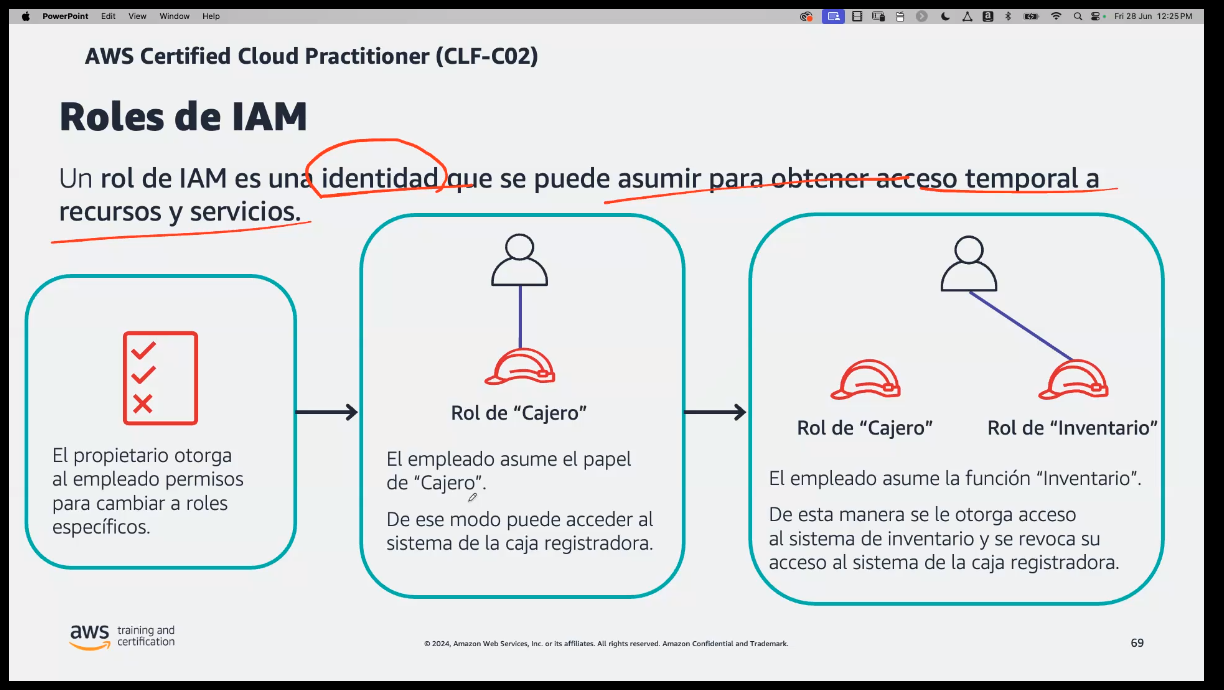 PowerPoint Edit View Window Help Fri 28 Jun 12:25 PM
AWS Certified Cloud Practitioner (CLF-C02)
Roles de IAM
Un rol de IAM es una identidad que se puede asumir para obtener acceso temporal a
recursos y servicios.
El propietario otorga
al empleado permisos
para cambiar a roles
específicos.
Rol de “Cajero”
El empleado asume el papel
de “Cajero”.
De ese modo puede acceder al
sistema de la caja registradora.
Rol de “Cajero” Rol de “Inventario”
El empleado asume la función “Inventario”.
De esta manera se le otorga acceso
al sistema de inventario y se revoca su
acceso al sistema de la caja registradora.
aws training and
certification
© 2024, Amazon Web Services, Inc. or its affiliates. All rights reserved. Amazon Confidential and Trademark.
69